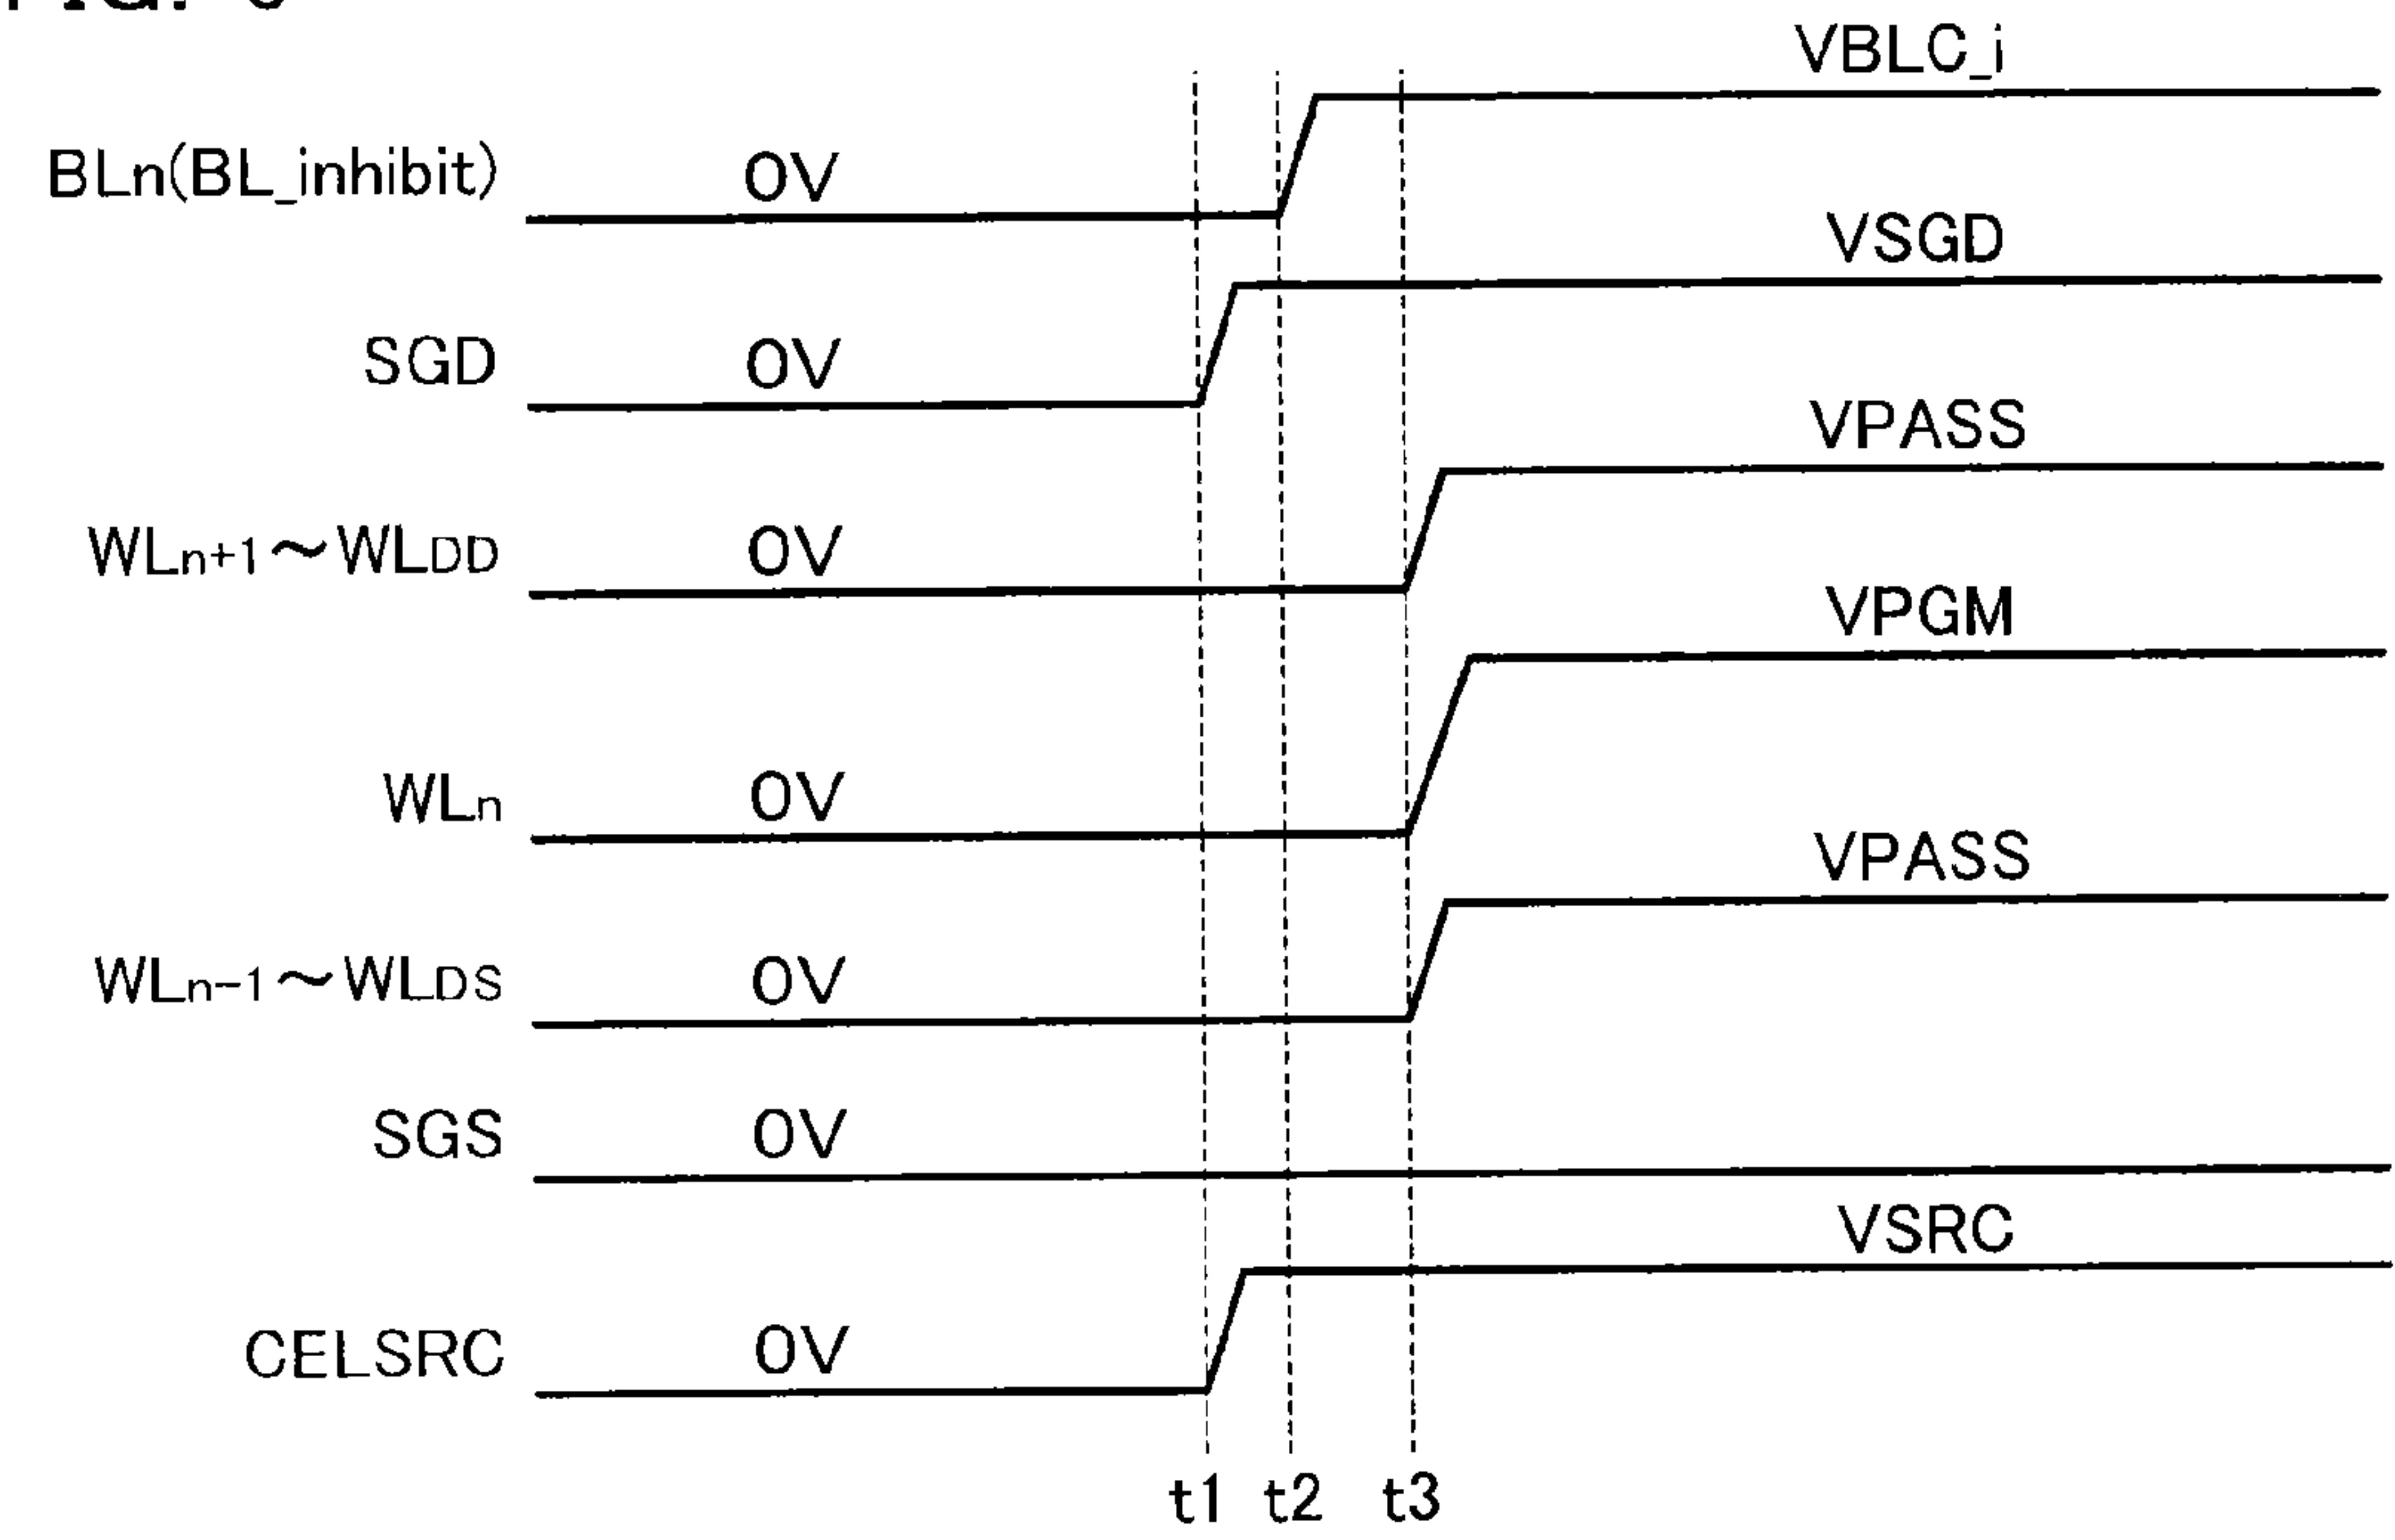 VBLC_i
BLn(BL_inhibit) 0V
VSGD
SGD 0V
VPASS
WLn+1～WLDD 0V
VPGM
WLn 0V
VPASS
WLn-1～WLDS 0V
SGS 0V
VSRC
CELSRC 0V
t1 t2 t3